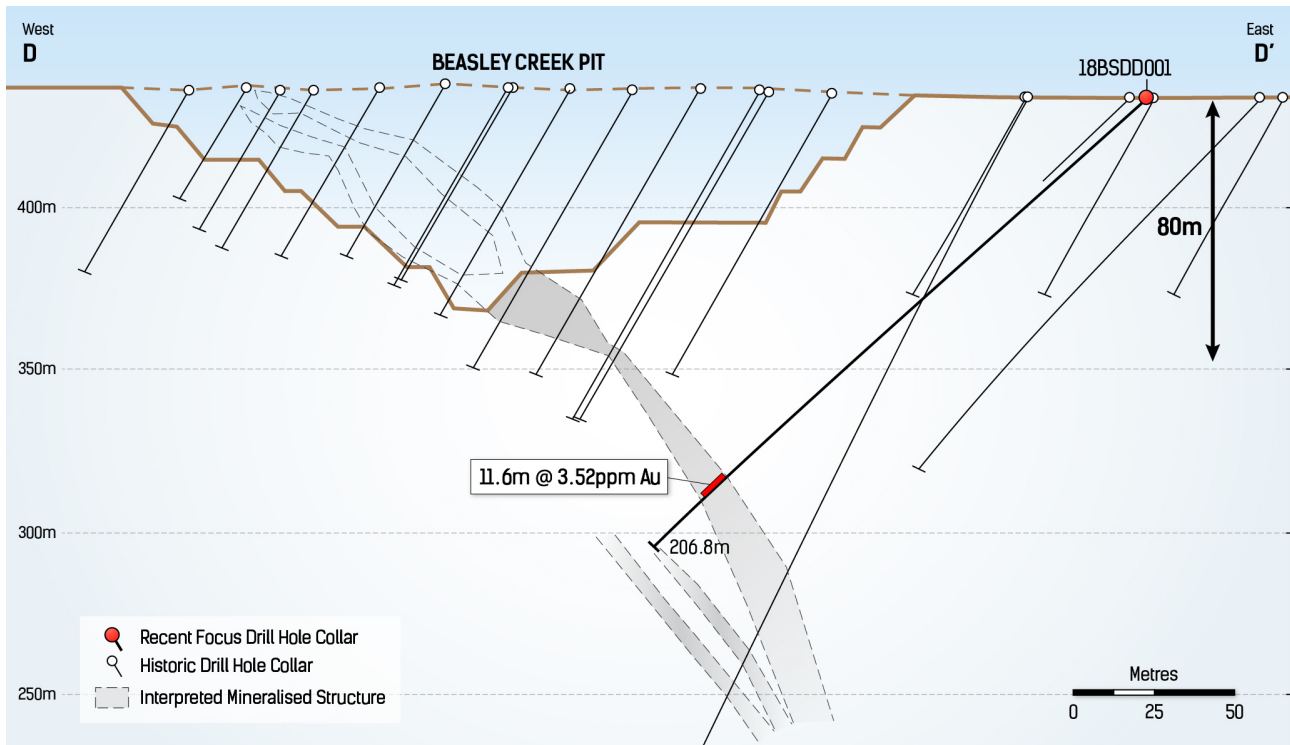 West
D
BEASLEY CREEK PIT
18BSDD001
East
D'
400m
80m
350m
11.6m @ 3.52ppm Au
300m
206.8m
Recent Focus Drill Hole Collar
Historic Drill Hole Collar
Interpreted Mineralised Structure
250m
Metres
0 25 50